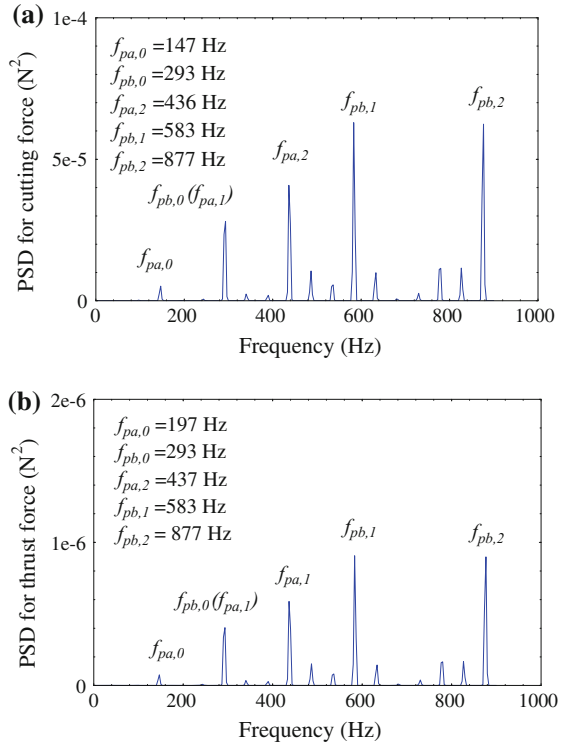 (a)
1e-4
5e-5
0
PSD for cutting force (N²)
f_pa,0 =147 Hz
f_pb,0 =293 Hz
f_pa,2 =436 Hz
f_pb,1 =583 Hz
f_pb,2 =877 Hz
f_pb,1
f_pb,2
f_pa,2
f_pb,0 (f_pa,1)
f_pa,0
0 200 400 600 800 1000
Frequency (Hz)
(b)
2e-6
1e-6
0
PSD for thrust force (N²)
f_pa,0 =197 Hz
f_pb,0 =293 Hz
f_pa,2 =437 Hz
f_pb,1 =583 Hz
f_pb,2 = 877 Hz
f_pb,1
f_pb,2
f_pa,1
f_pb,0 (f_pa,1)
f_pa,0
0 200 400 600 800 1000
Frequency (Hz)